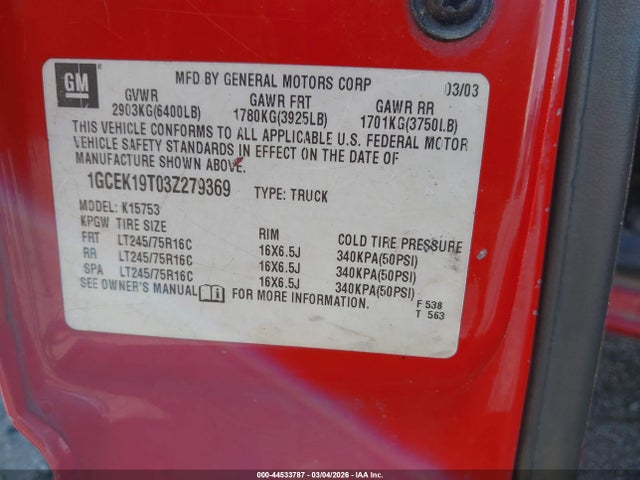 GM
MFD BY GENERAL MOTORS CORP 03/03
GVWR GAWR FRT GAWR RR
2903KG(6400LB) 1780KG(3925LB) 1701KG(3750LB)
THIS VEHICLE CONFORMS TO ALL APPLICABLE U.S. FEDERAL MOTOR
VEHICLE SAFETY STANDARDS IN EFFECT ON THE DATE OF
MANUFACTURE SHOWN ABOVE.
1GCEK19T03Z279369 TYPE: TRUCK
MODEL: K15753
KPGW TIRE SIZE RIM COLD TIRE PRESSURE
FRT LT245/75R16C 16X6.5J 340KPA(50PSI)
RR LT245/75R16C 16X6.5J 340KPA(50PSI)
SPA LT245/75R16C 16X6.5J 340KPA(50PSI)
SEE OWNER'S MANUAL FOR MORE INFORMATION.
F 538
T 563
000-44533787 - 03/04/2026 - IAA Inc.